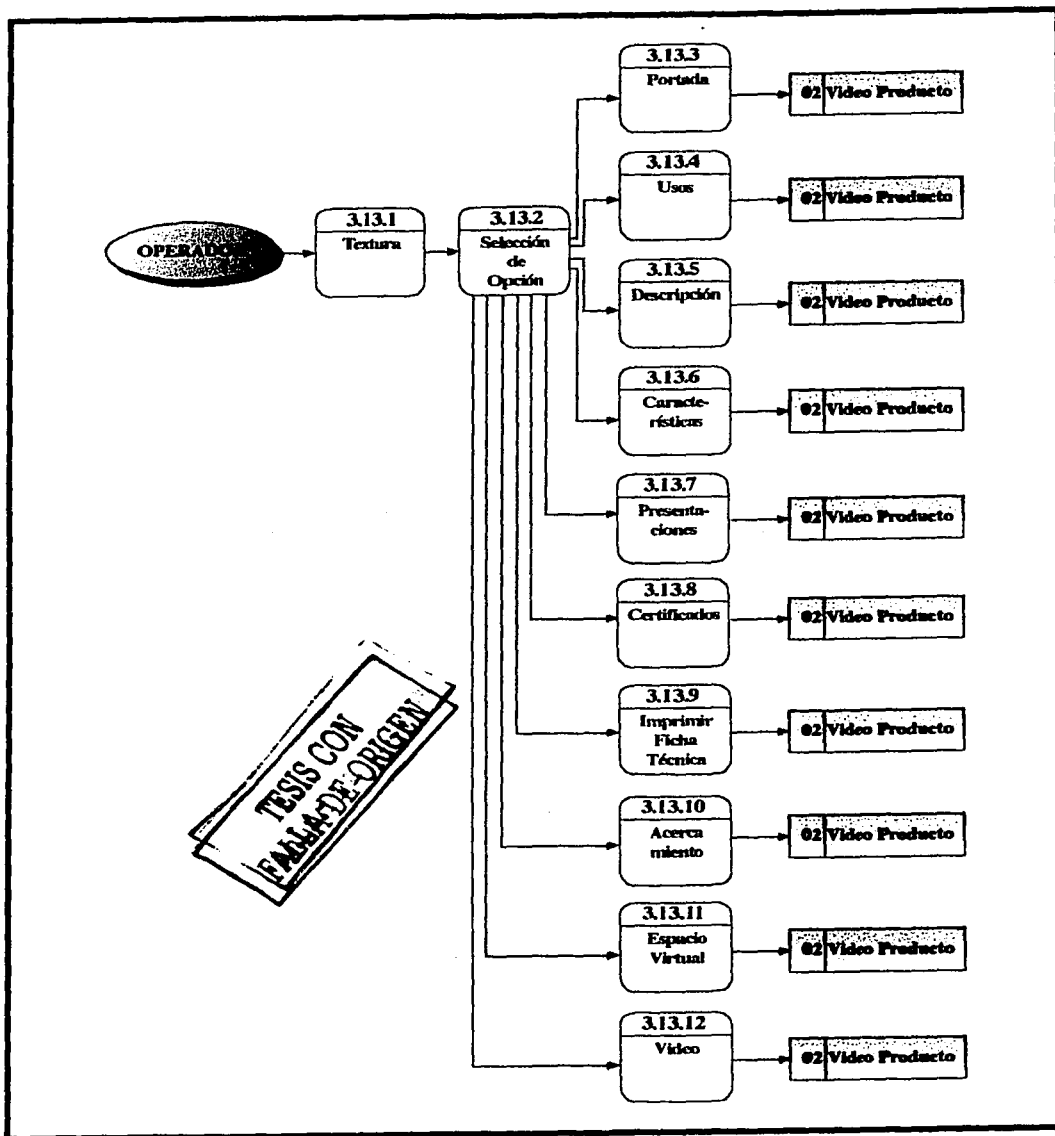 OPERADO
3.13.1
Textura
3.13.2
Selección
de
Opción
3.13.3
Portada
02 Video Producto
3.13.4
Usos
02 Video Producto
3.13.5
Descripción
02 Video Producto
3.13.6
Caracte-
rísticas
02 Video Producto
3.13.7
Presenta-
ciones
02 Video Producto
3.13.8
Certificados
02 Video Producto
3.13.9
Imprimir
Ficha
Técnica
02 Video Producto
3.13.10
Acerca
miento
02 Video Producto
3.13.11
Espacio
Virtual
02 Video Producto
3.13.12
Video
02 Video Producto
TESIS CON
FALLA DE ORIGEN